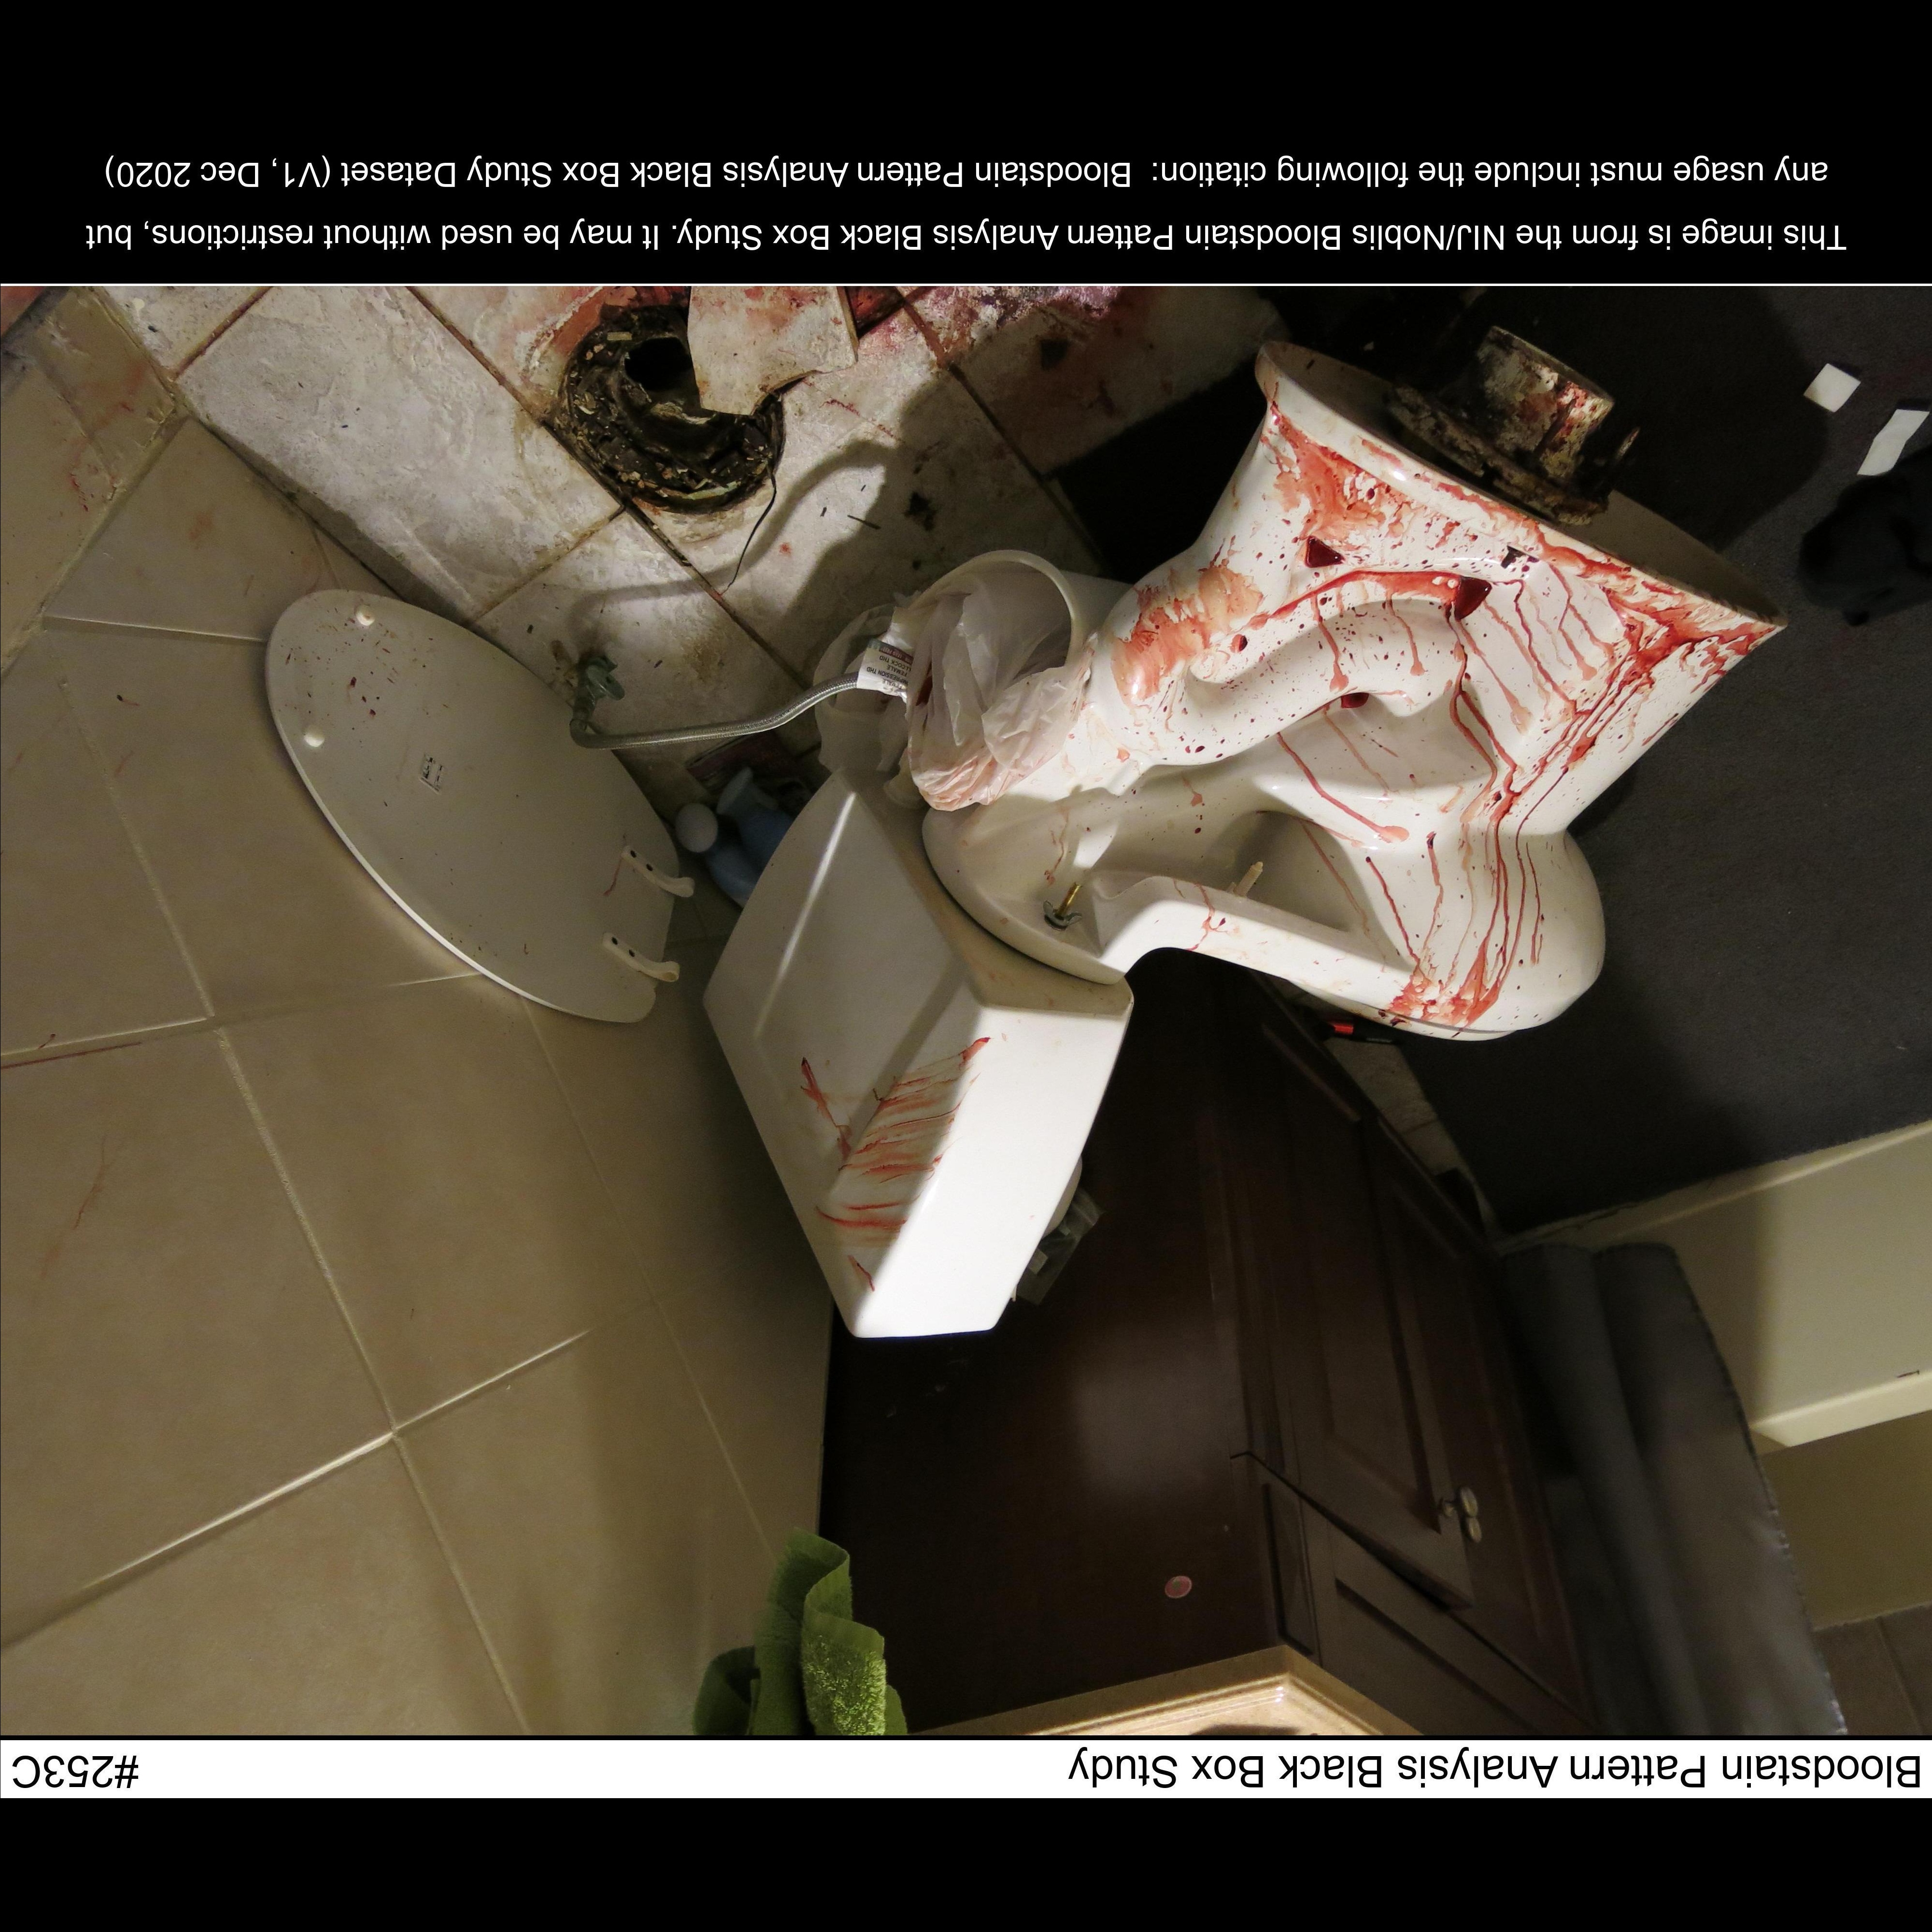 Bloodstain Pattern Analysis Black Box Study
#253C
This image is from the NIJ/Noblis Bloodstain Pattern Analysis Black Box Study. It may be used without restrictions, but
any usage must include the following citation:  Bloodstain Pattern Analysis Black Box Study Dataset (V1, Dec 2020)